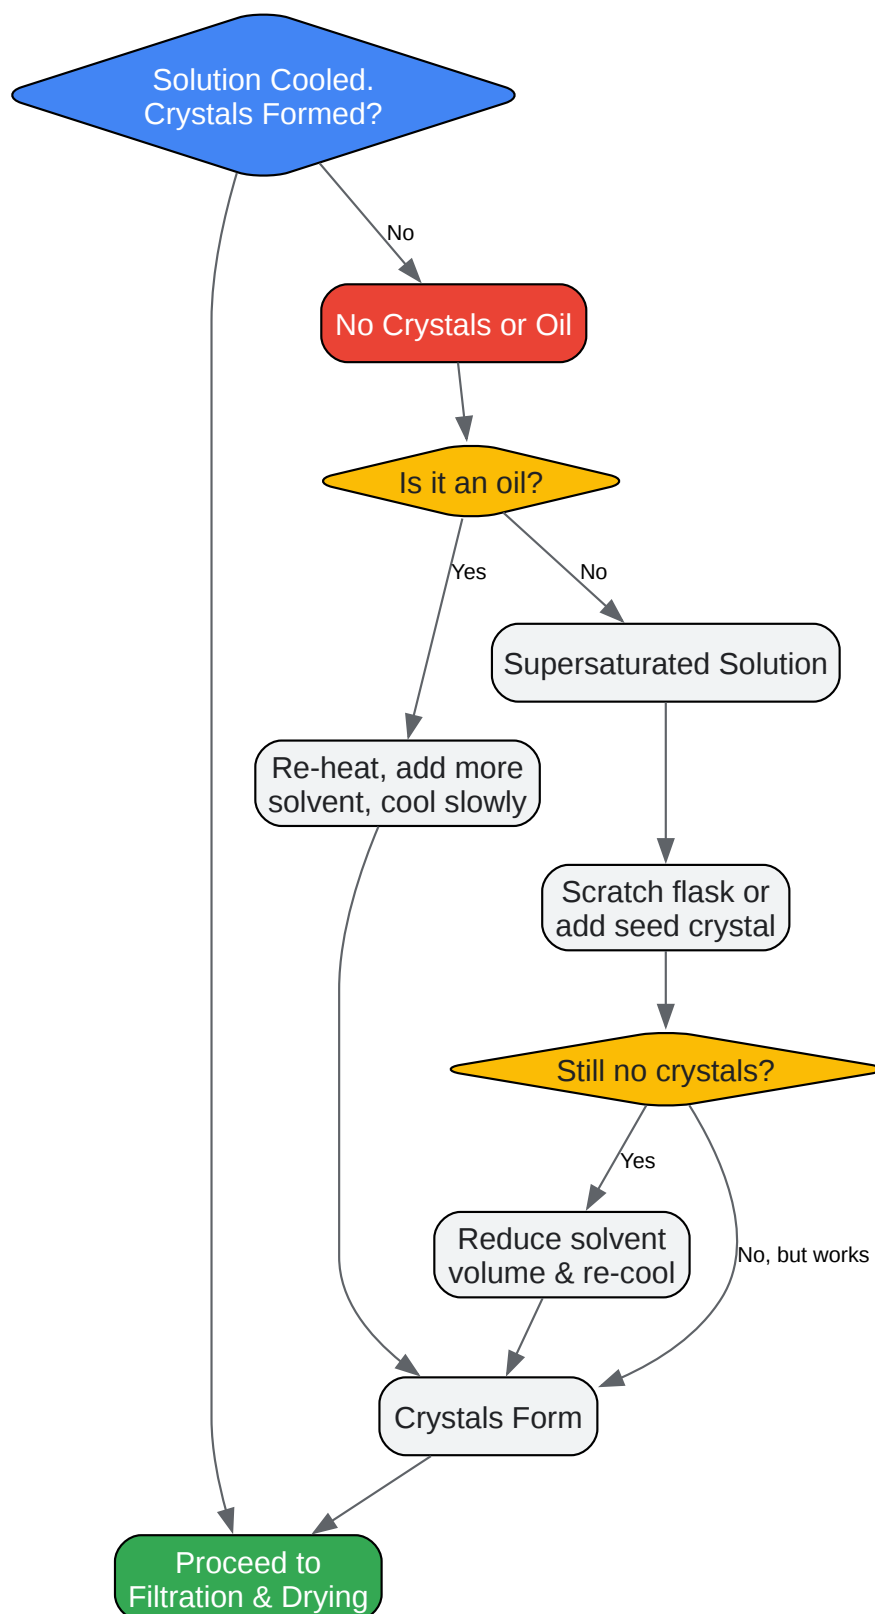 Solution Cooled.
Crystals Formed?
No
No Crystals or Oil
Is it an oil?
Yes
No
Supersaturated Solution
Re-heat, add more
solvent, cool slowly
Scratch flask or
add seed crystal
Still no crystals?
Yes
Reduce solvent
volume & re-cool
No, but works
Crystals Form
Proceed to
Filtration & Drying